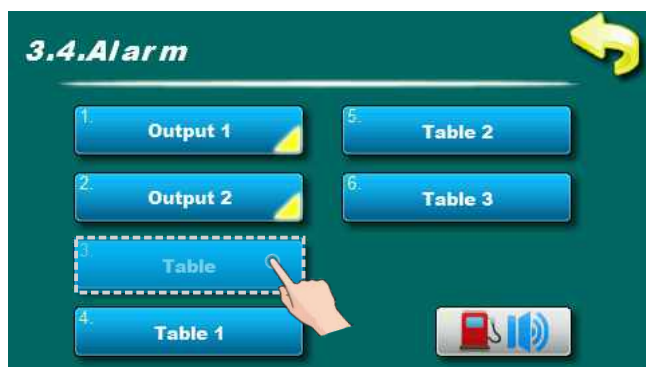 3.4.Alarm
1. Output 1
2. Output 2
3. Table
4. Table 1
5. Table 2
6. Table 3